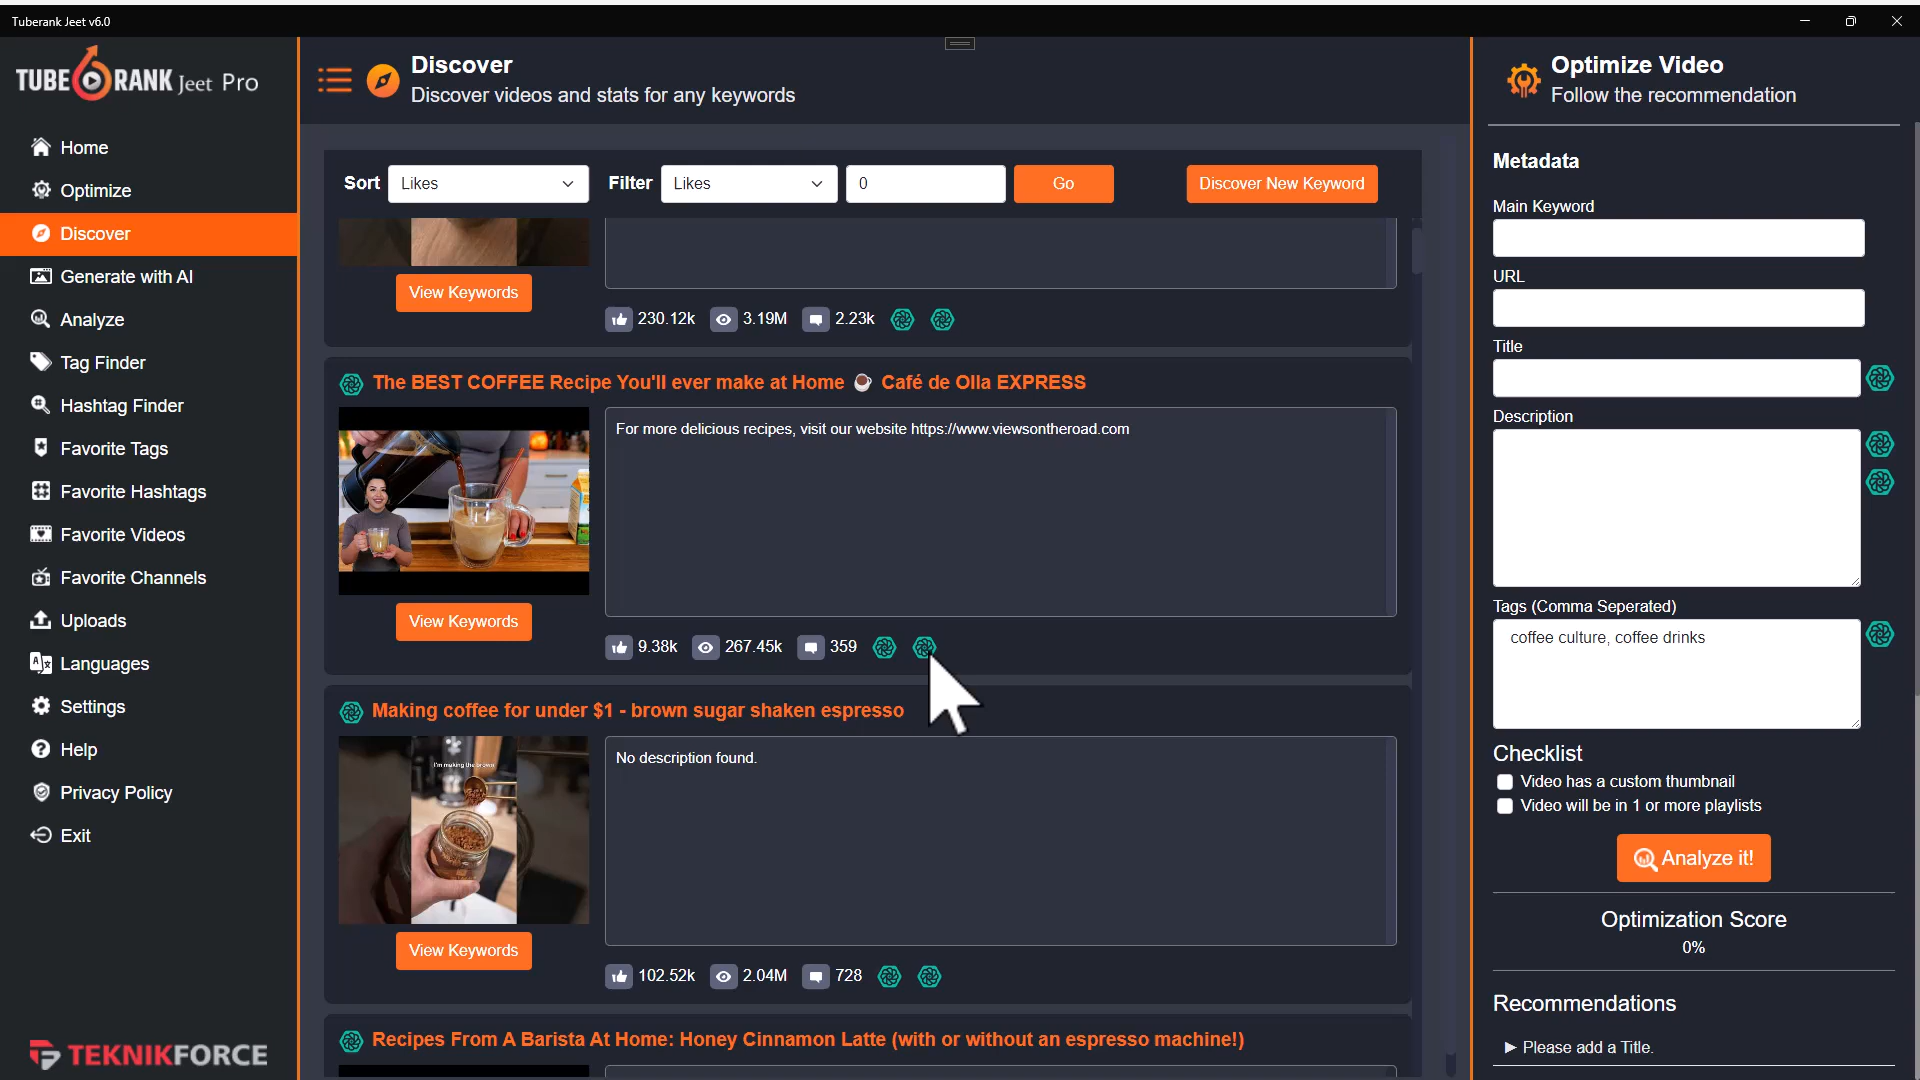 Tuberank Jeet v6.0
TUBE RANK Jeet Pro
Home
Optimize
Discover
Generate with AI
Analyze
Tag Finder
Hashtag Finder
Favorite Tags
Favorite Hashtags
Favorite Videos
Favorite Channels
Uploads
Languages
Settings
Help
Privacy Policy
Exit
TEKNIKFORCE
Discover
Discover videos and stats for any keywords
Sort Likes Filter Likes 0 Go Discover New Keyword
View Keywords
230.12k 3.19M 2.23k
The BEST COFFEE Recipe You'll ever make at Home ☕ Café de Olla EXPRESS
For more delicious recipes, visit our website https://www.viewsontheroad.com
View Keywords
9.38k 267.45k 359
Making coffee for under $1 - brown sugar shaken espresso
I'm making the brown
No description found.
View Keywords
102.52k 2.04M 728
Recipes From A Barista At Home: Honey Cinnamon Latte (with or without an espresso machine!)
Optimize Video
Follow the recommendation
Metadata
Main Keyword
URL
Title
Description
Tags (Comma Seperated)
coffee culture, coffee drinks
Checklist
Video has a custom thumbnail
Video will be in 1 or more playlists
Analyze it!
Optimization Score
0%
Recommendations
Please add a Title.